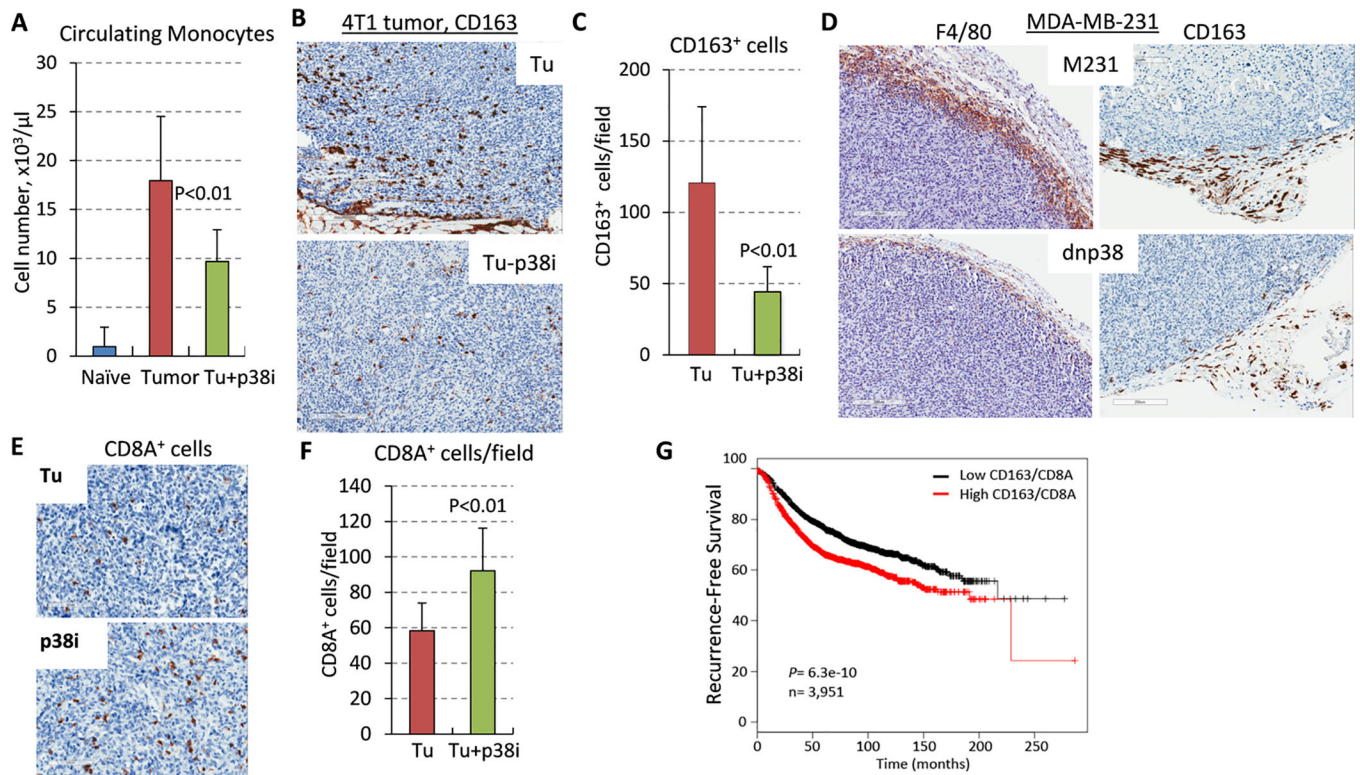 A
Circulating Monocytes
Cell number, x10³/µl
30
25
20
15
10
5
0
P<0.01
Naïve Tumor Tu+p38i
B
4T1 tumor, CD163
Tu
Tu-p38i
C
CD163⁺ cells
CD163⁺ cells/field
200
150
100
50
0
P<0.01
Tu Tu+p38i
D
MDA-MB-231
F4/80 CD163
M231
dnp38
E
CD8A⁺ cells
Tu
p38i
F
CD8A⁺ cells/field
CD8A⁺ cells/field
140
120
100
80
60
40
20
0
P<0.01
Tu Tu+p38i
G
Recurrence-Free Survival
100
80
60
40
20
0
Low CD163/CD8A
High CD163/CD8A
P= 6.3e-10
n= 3,951
0 50 100 150 200 250
Time (months)